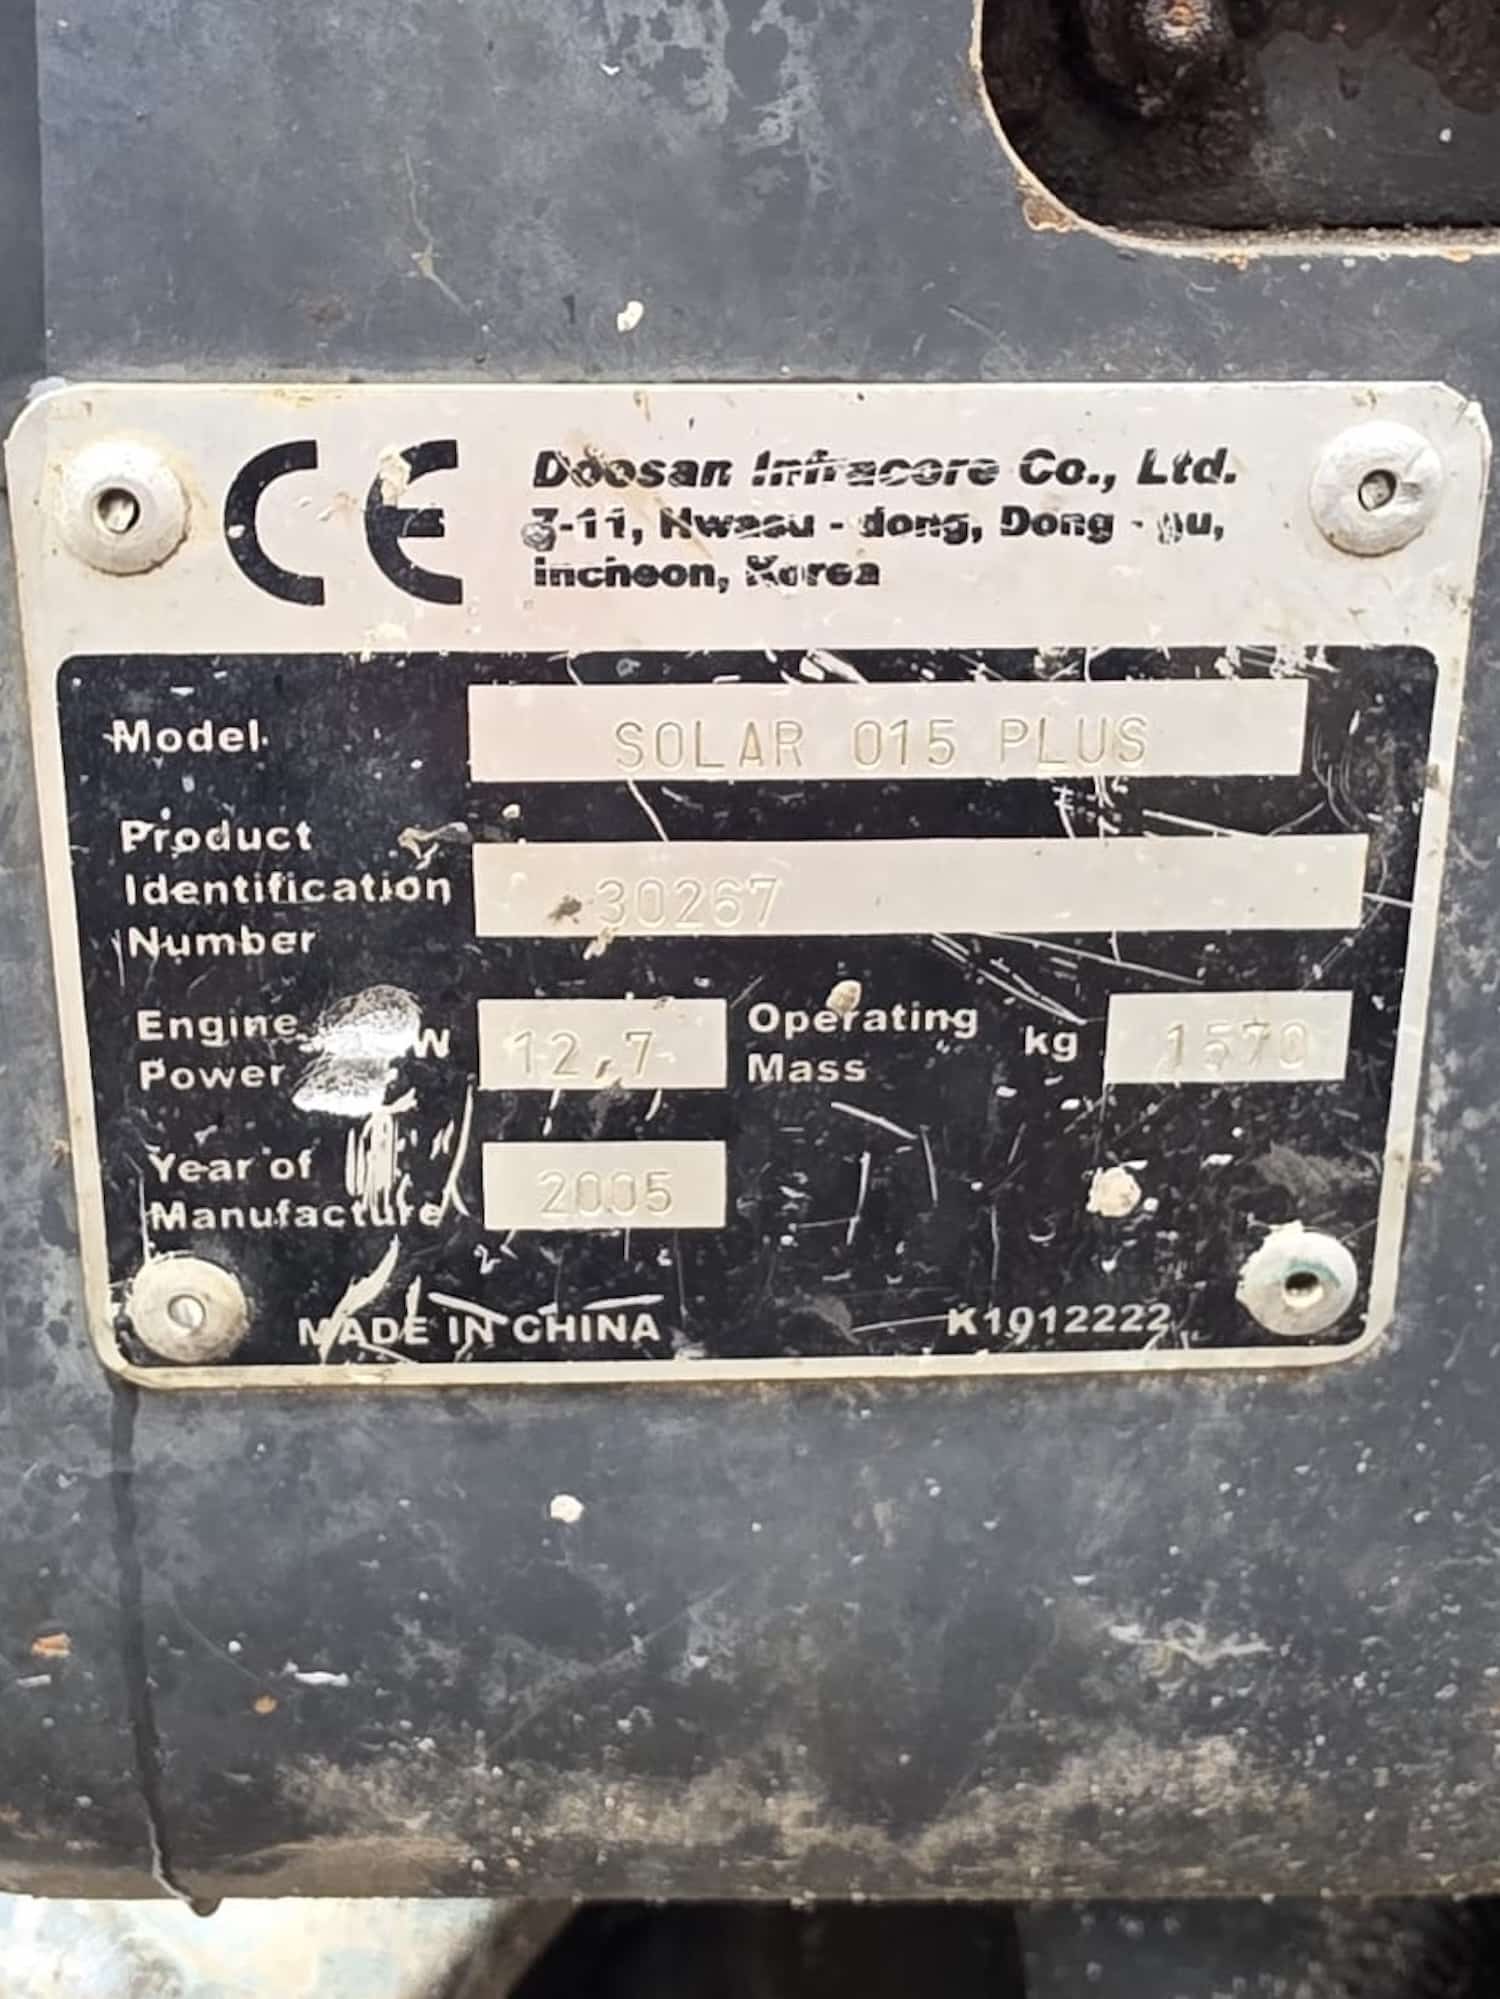 CE
Doosan Infracore Co., Ltd.
7-11, Hwasu - dong, Dong - gu,
Incheon, Korea
Model SOLAR 015 PLUS
Product
Identification
Number
30267
Engine
Power
kW 12,7
Operating
Mass
kg 1570
Year of
Manufacture
2005
MADE IN CHINA
K1012222